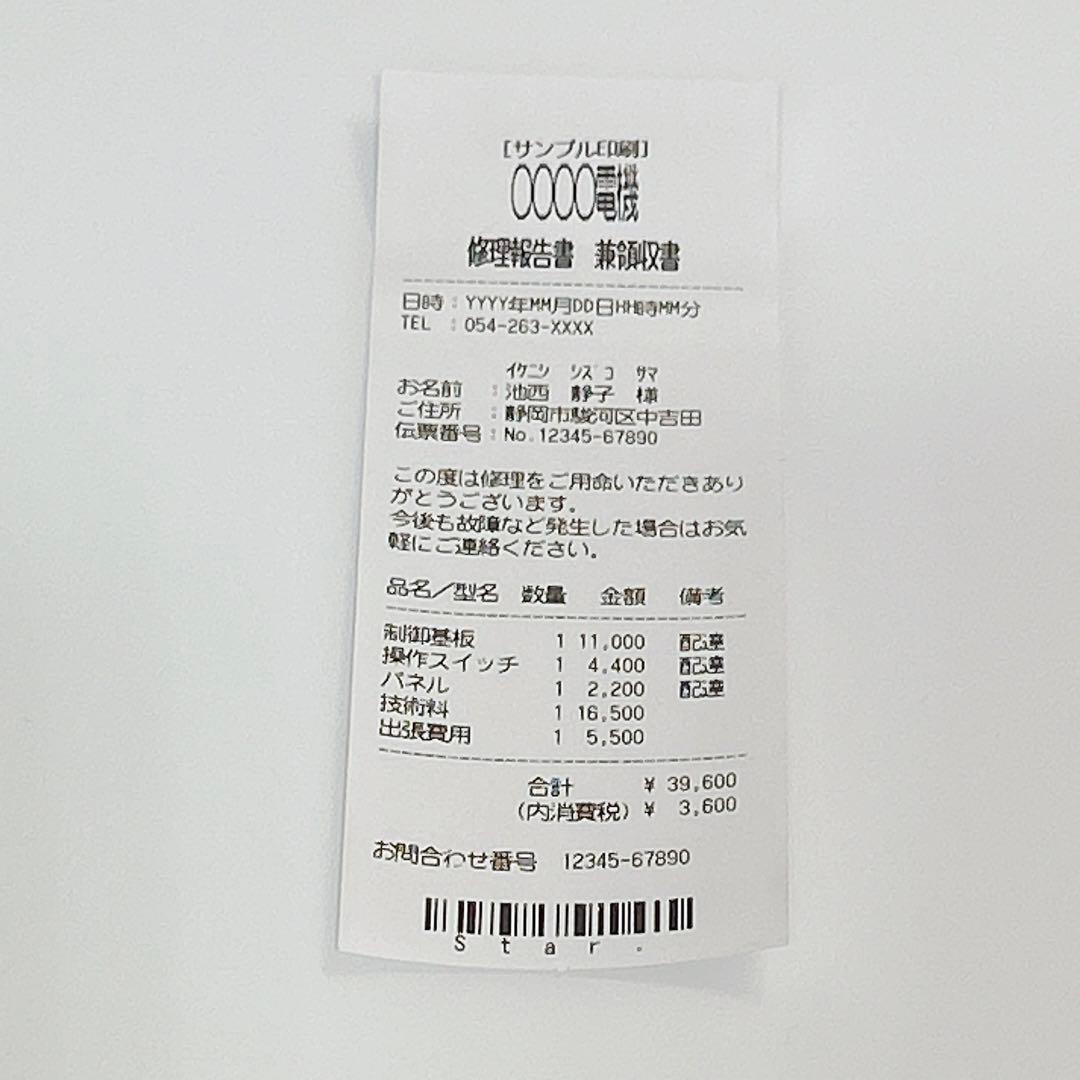 [サンプル印刷]
〇〇〇〇電機
修理報告書 兼領収書
日時：YYYY年MM月DD日HH時MM分
TEL ：054-263-XXXX
ｲｹﾆｼ ｼｽﾞｺ ｻﾏ
お名前 ：池西 静子 様
ご住所 ：静岡市駿河区中吉田
伝票番号：No.12345-67890
この度は修理をご用命いただきあり
がとうございます。
今後も故障など発生した場合はお気
軽にご連絡ください。
品名／型名 数量 金額 備考
制御基板 1 11,000 配達
操作スイッチ 1 4,400 配達
パネル 1 2,200 配達
技術料 1 16,500
出張費用 1 5,500
合計 ¥ 39,600
(内消費税) ¥ 3,600
お問合わせ番号 12345-67890
Star.